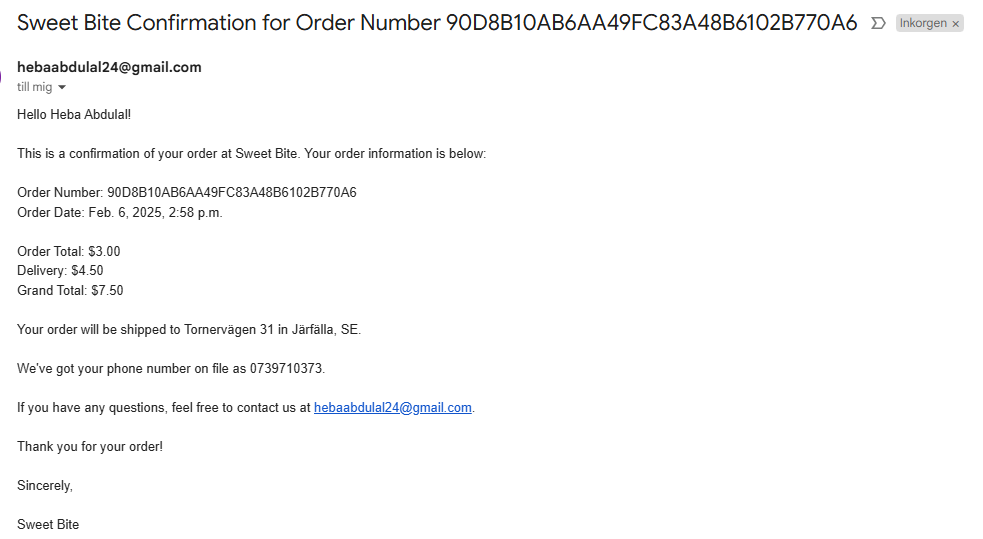 Sweet Bite Confirmation for Order Number 90D8B10AB6AA49FC83A48B6102B770A6 Inkorgen ×
hebaabdulal24@gmail.com
till mig
Hello Heba Abdulal!
This is a confirmation of your order at Sweet Bite. Your order information is below:
Order Number: 90D8B10AB6AA49FC83A48B6102B770A6
Order Date: Feb. 6, 2025, 2:58 p.m.
Order Total: $3.00
Delivery: $4.50
Grand Total: $7.50
Your order will be shipped to Tornervägen 31 in Järfälla, SE.
We've got your phone number on file as 0739710373.
If you have any questions, feel free to contact us at hebaabdulal24@gmail.com.
Thank you for your order!
Sincerely,
Sweet Bite